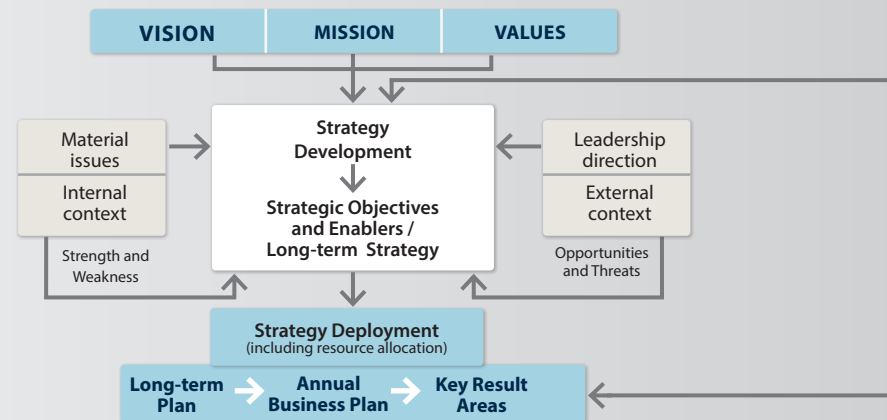 VISION MISSION VALUES
Strategy
Development
Material
issues
Internal
context
Strength and
Weakness
Leadership
direction
External
context
Opportunities
and Threats
Strategic Objectives
and Enablers /
Long-term Strategy
Strategy Deployment
(including resource allocation)
Long-term
Plan
Annual
Business Plan
Key Result
Areas